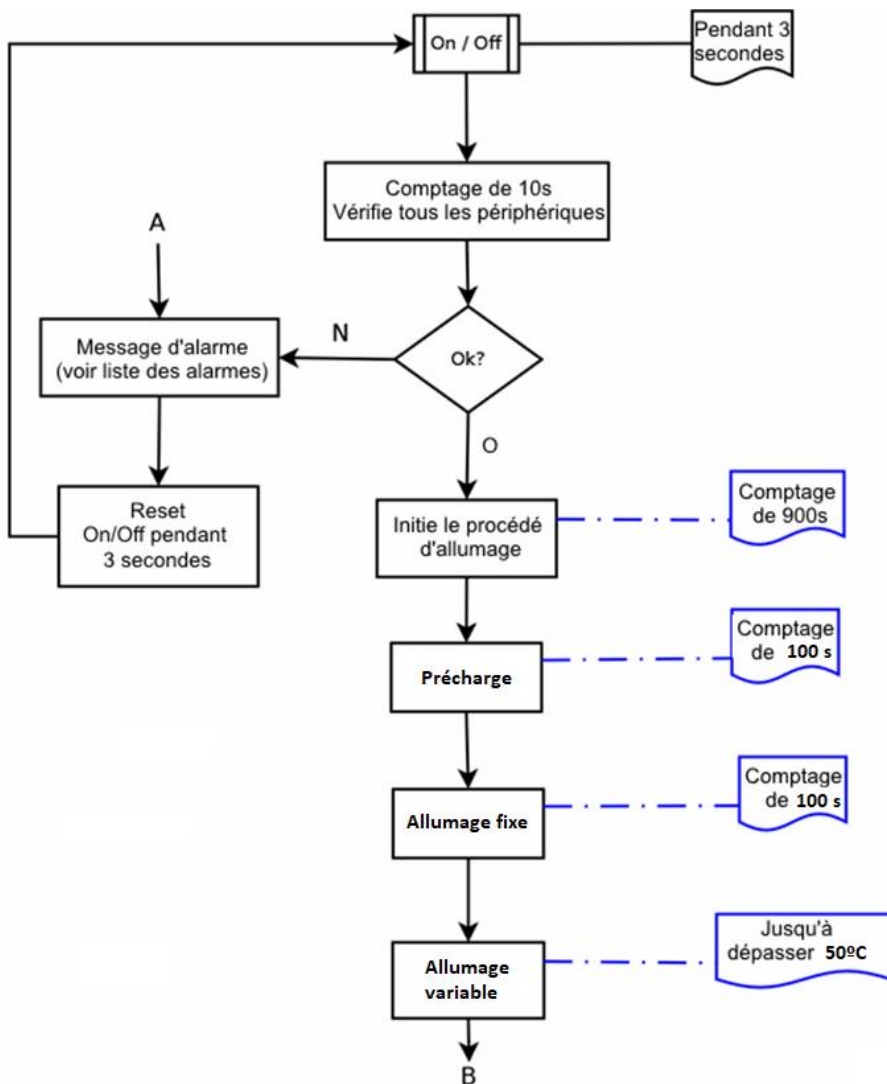 On / Off
Pendant 3
secondes
Comptage de 10s
Vérifie tous les périphériques
A
N
Ok?
Message d'alarme
(voir liste des alarmes)
O
Reset
On/Off pendant
3 secondes
Initie le procédé
d'allumage
Comptage
de 900s
Précharge
Comptage
de 100 s
Allumage fixe
Comptage
de 100 s
Allumage
variable
Jusqu'à
dépasser 50ºC
B